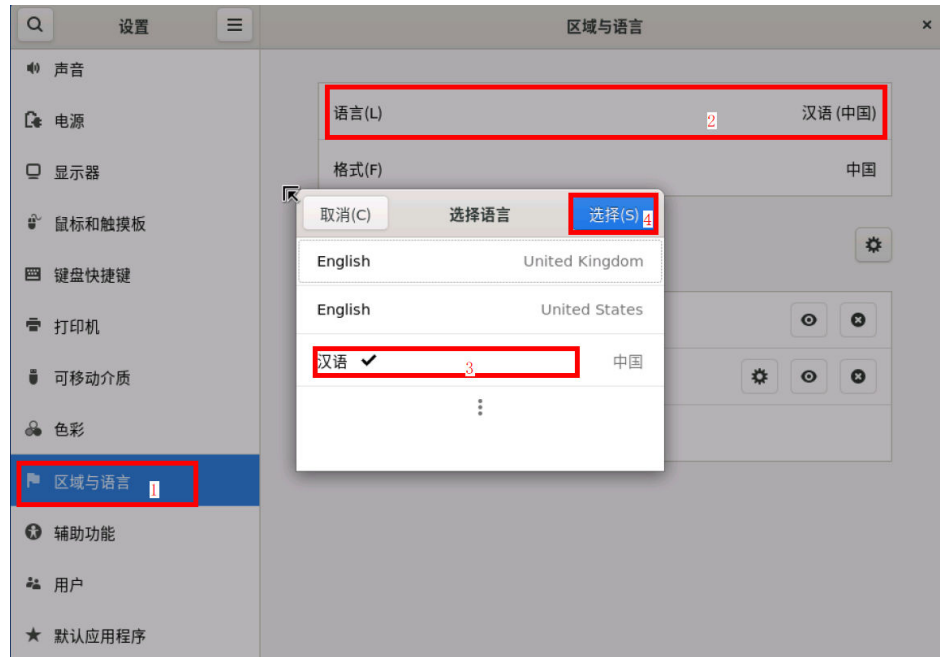 设置
区域与语言
声音
电源
显示器
鼠标和触摸板
键盘快捷键
打印机
可移动介质
色彩
区域与语言 1
辅助功能
用户
默认应用程序
语言(L) 2 汉语 (中国)
格式(F) 中国
取消(C) 选择语言 选择(S) 4
English United Kingdom
English United States
汉语 3 中国